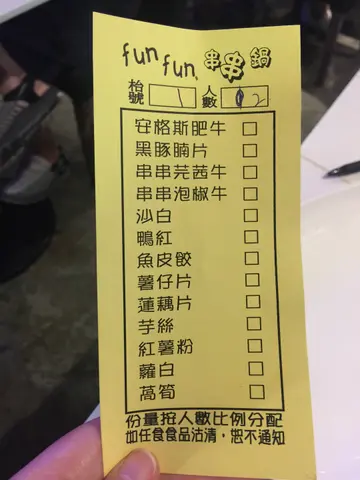 fun fun 串串鍋
枱號 1 人數 02
安格斯肥牛 □
黑豚腩片 □
串串芫茜牛 □
串串泡椒牛 □
沙白 □
鴨紅 □
魚皮餃 □
薯仔片 □
蓮藕片 □
芋絲 □
紅薯粉 □
蘿白 □
萵筍 □
份量按人數比例分配
如任食食品沽清，恕不通知